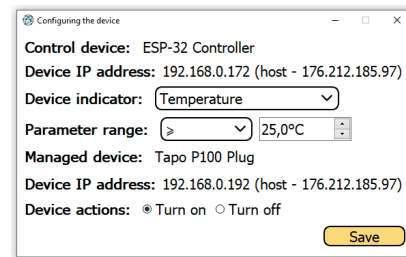 Configuring the device
Control device: ESP-32 Controller
Device IP address: 192.168.0.172 (host - 176.212.185.97)
Device indicator: Temperature
Parameter range: ⩾ 25,0°C
Managed device: Tapo P100 Plug
Device IP address: 192.168.0.192 (host - 176.212.185.97)
Device actions: Turn on Turn off
Save